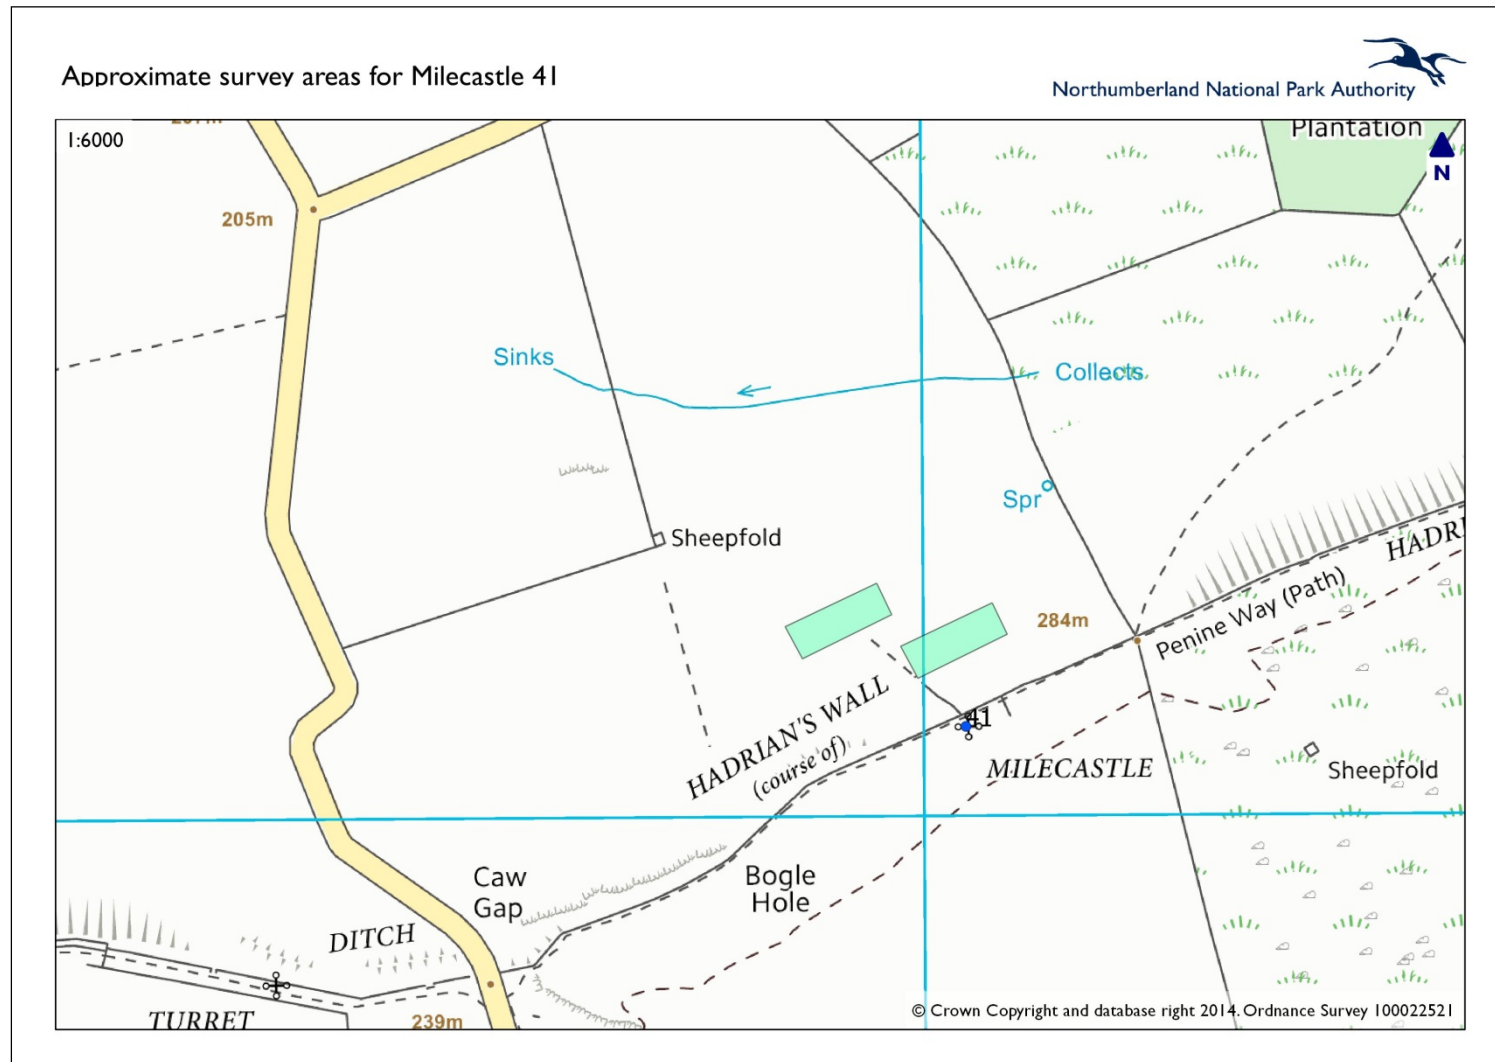 Approximate survey areas for Milecastle 41
Northumberland National Park Authority
1:6000
Plantation
N
205m
Sinks
Collects
Spr
Sheepfold
HADRI
284m
Penine Way (Path)
HADRIAN'S WALL
(course of)
41
MILECASTLE
Sheepfold
Caw
Gap
Bogle
Hole
DITCH
TURRET
239m
© Crown Copyright and database right 2014. Ordnance Survey 100022521